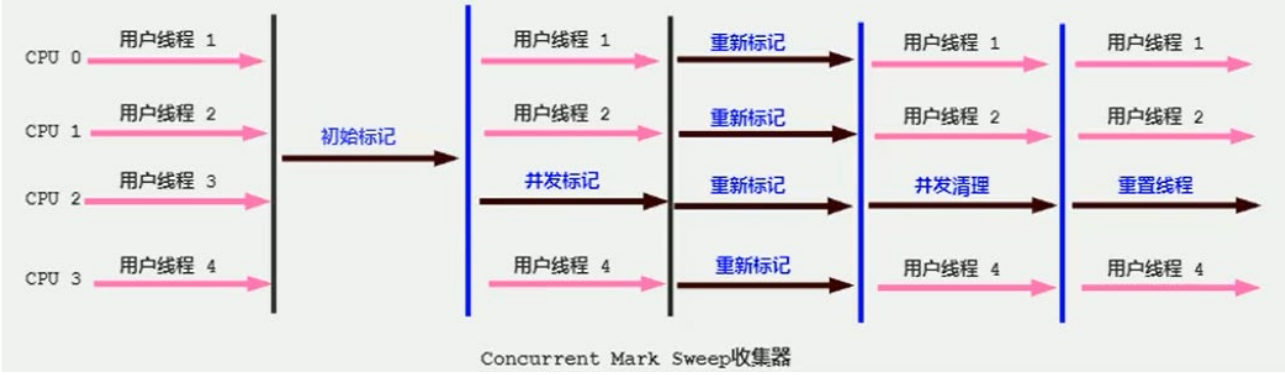 CPU 0 用户线程 1 用户线程 1 重新标记 用户线程 1 用户线程 1
CPU 1 用户线程 2 初始标记 用户线程 2 重新标记 用户线程 2 用户线程 2
CPU 2 用户线程 3 并发标记 重新标记 并发清理 重置线程
CPU 3 用户线程 4 用户线程 4 重新标记 用户线程 4 用户线程 4
Concurrent Mark Sweep收集器